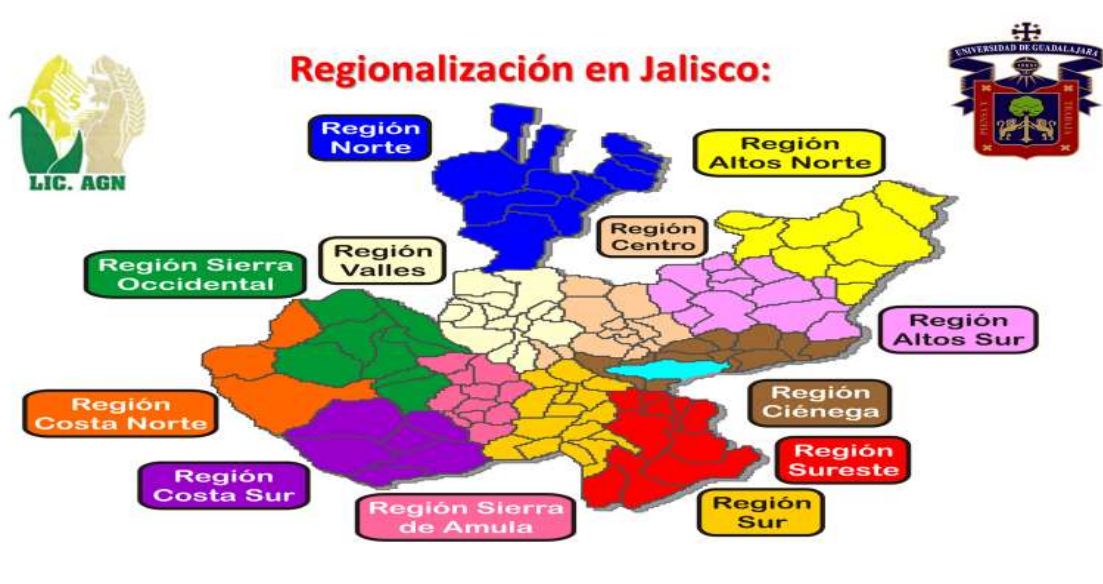 Regionalización en Jalisco:
LIC. AGN
UNIVERSIDAD DE GUADALAJARA
PIENSA Y
TRABAJA
Región
Norte
Región
Altos Norte
Región
Centro
Región
Valles
Región Sierra
Occidental
Región
Altos Sur
Región
Costa Norte
Región
Ciénega
Región
Sureste
Región
Costa Sur
Región Sierra
de Amula
Región
Sur